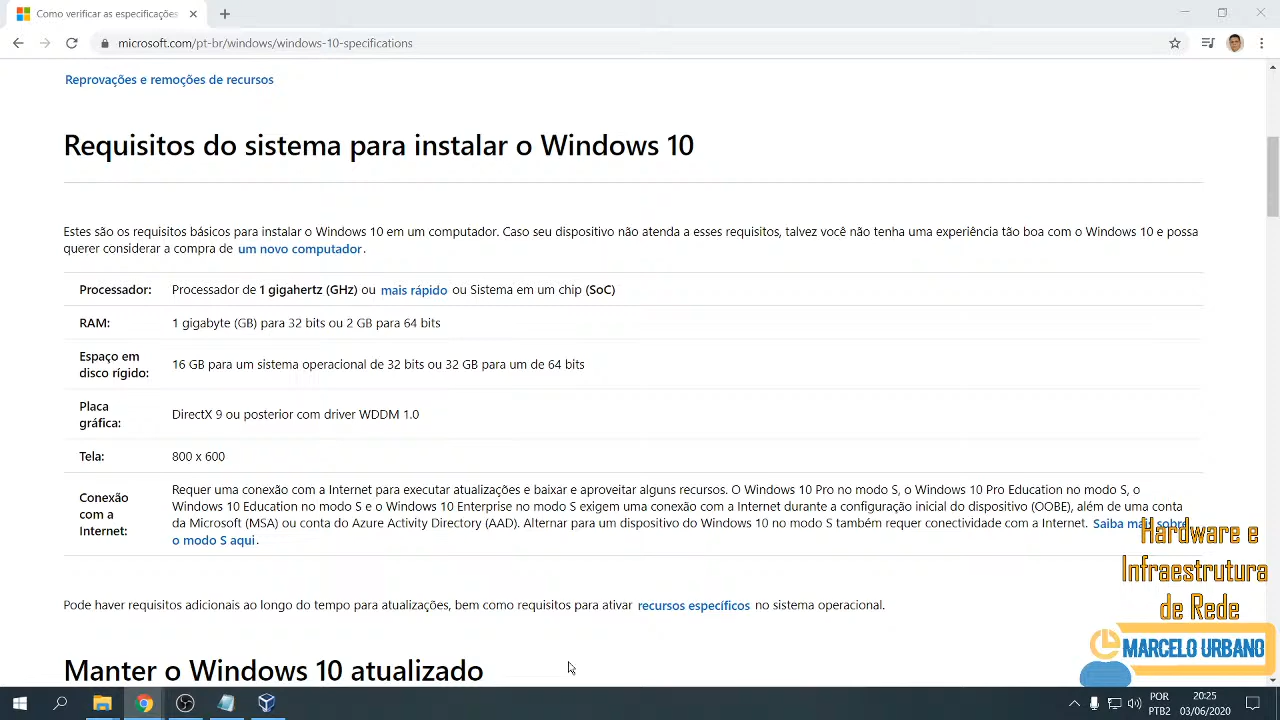 Como verificar as especificações
microsoft.com/pt-br/windows/windows-10-specifications
Reprovações e remoções de recursos
Requisitos do sistema para instalar o Windows 10
Estes são os requisitos básicos para instalar o Windows 10 em um computador. Caso seu dispositivo não atenda a esses requisitos, talvez você não tenha uma experiência tão boa com o Windows 10 e possa
querer considerar a compra de um novo computador.
Processador: Processador de 1 gigahertz (GHz) ou mais rápido ou Sistema em um chip (SoC)
RAM: 1 gigabyte (GB) para 32 bits ou 2 GB para 64 bits
Espaço em
disco rígido:
16 GB para um sistema operacional de 32 bits ou 32 GB para um de 64 bits
Placa
gráfica:
DirectX 9 ou posterior com driver WDDM 1.0
Tela: 800 x 600
Conexão
com a
Internet:
Requer uma conexão com a Internet para executar atualizações e baixar e aproveitar alguns recursos. O Windows 10 Pro no modo S, o Windows 10 Pro Education no modo S, o
Windows 10 Education no modo S e o Windows 10 Enterprise no modo S exigem uma conexão com a Internet durante a configuração inicial do dispositivo (OOBE), além de uma conta
da Microsoft (MSA) ou conta do Azure Activity Directory (AAD). Alternar para um dispositivo do Windows 10 no modo S também requer conectividade com a Internet. Saiba mais sobre
o modo S aqui.
Pode haver requisitos adicionais ao longo do tempo para atualizações, bem como requisitos para ativar recursos específicos no sistema operacional.
Manter o Windows 10 atualizado
Hardware e
Infraestrutura
de Rede
MARCELO URBANO
POR
PTB2
20:25
03/06/2020